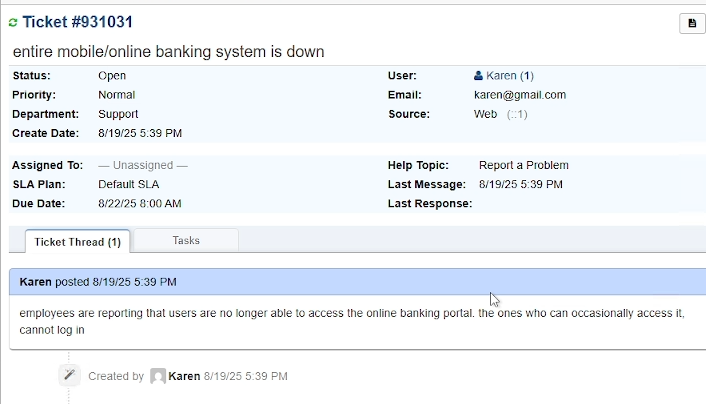 Ticket #931031
entire mobile/online banking system is down
Status: Open User: Karen (1)
Priority: Normal Email: karen@gmail.com
Department: Support Source: Web (::1)
Create Date: 8/19/25 5:39 PM
Assigned To: — Unassigned — Help Topic: Report a Problem
SLA Plan: Default SLA Last Message: 8/19/25 5:39 PM
Due Date: 8/22/25 8:00 AM Last Response:
Ticket Thread (1) Tasks
Karen posted 8/19/25 5:39 PM
employees are reporting that users are no longer able to access the online banking portal. the ones who can occasionally access it,
cannot log in
Created by Karen 8/19/25 5:39 PM